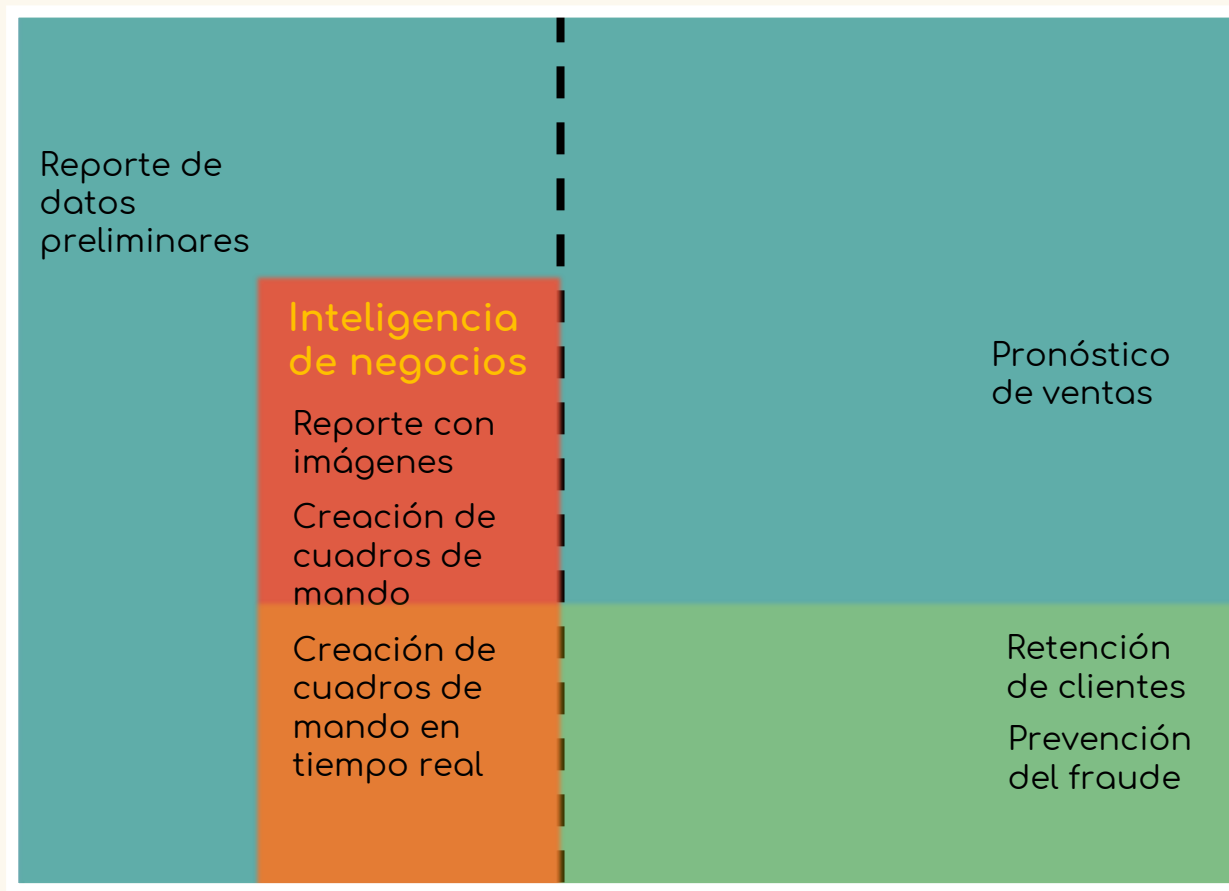 Reporte de
datos
preliminares
Inteligencia
de negocios
Reporte con
imágenes
Creación de
cuadros de
mando
Creación de
cuadros de
mando en
tiempo real
Pronóstico
de ventas
Retención
de clientes
Prevención
del fraude